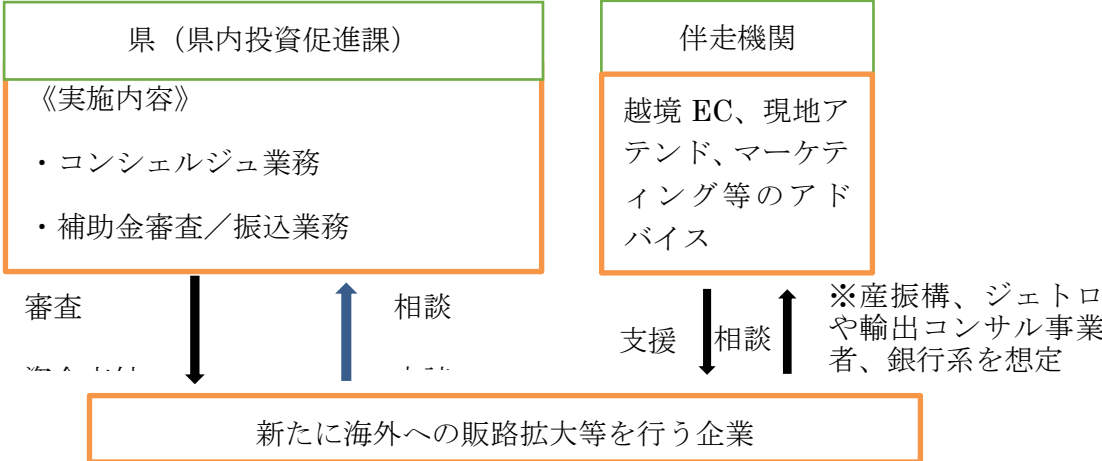 県（県内投資促進課）
《実施内容》
・コンシェルジュ業務
・補助金審査／振込業務
伴走機関
越境 EC、現地ア
テンド、マーケテ
ィング等のアド
バイス
審査
相談
支援
相談
※産振構、ジェトロ
や輸出コンサル事業
者、銀行系を想定
新たに海外への販路拡大等を行う企業